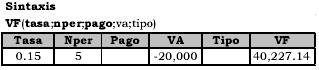 Sintaxis
VF(tasa;nper;pago;va;tipo)
Tasa Nper Pago VA Tipo VF
0.15 5 -20,000 40,227.14